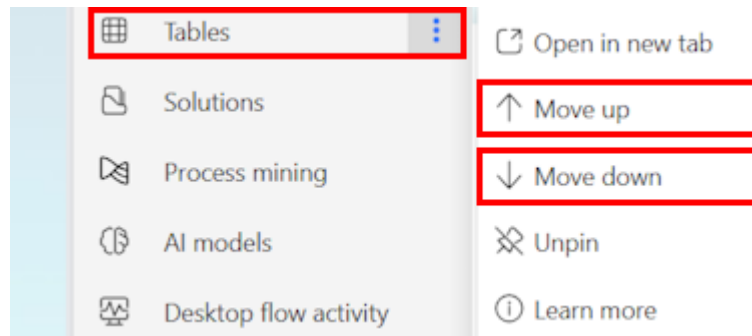 Tables
Solutions
Process mining
AI models
Desktop flow activity
Open in new tab
Move up
Move down
Unpin
Learn more